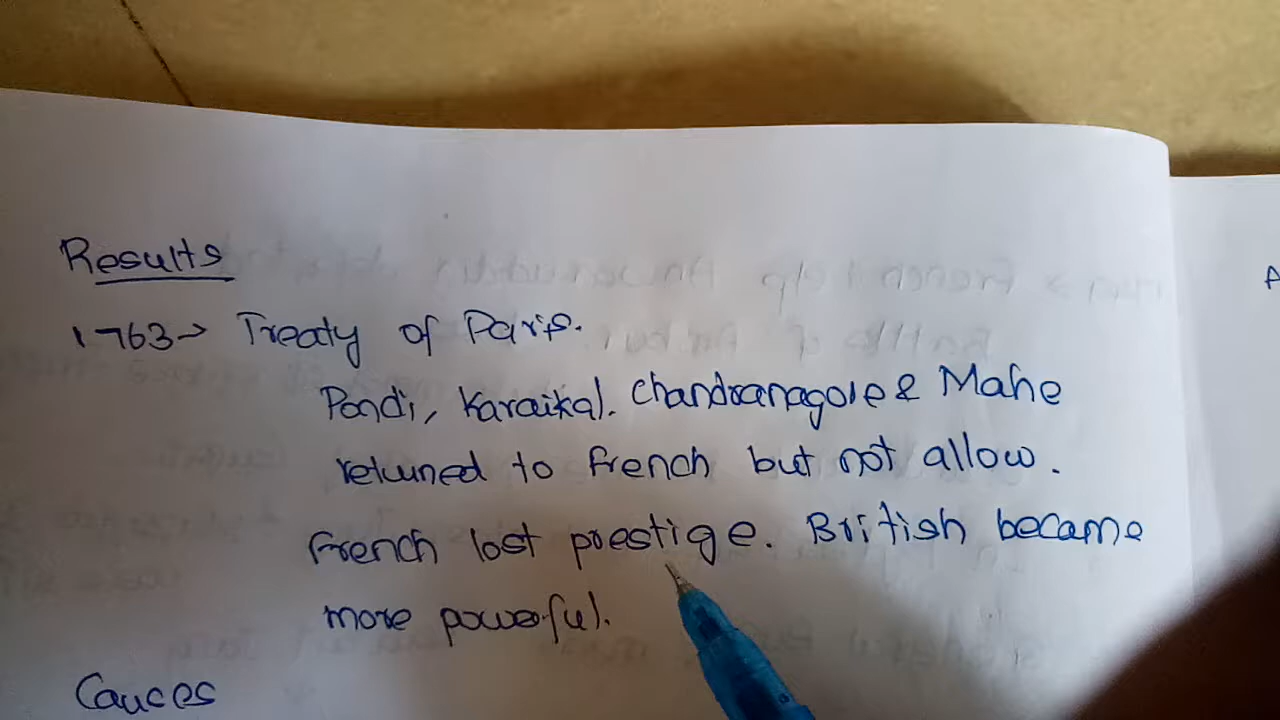 Results
1763→ Treaty of Paris.
Pondi, Karaikal. Chandranagore & Mahe
retuned to french but not allow.
French lost prestige. British became
more powerful.
Causes
A